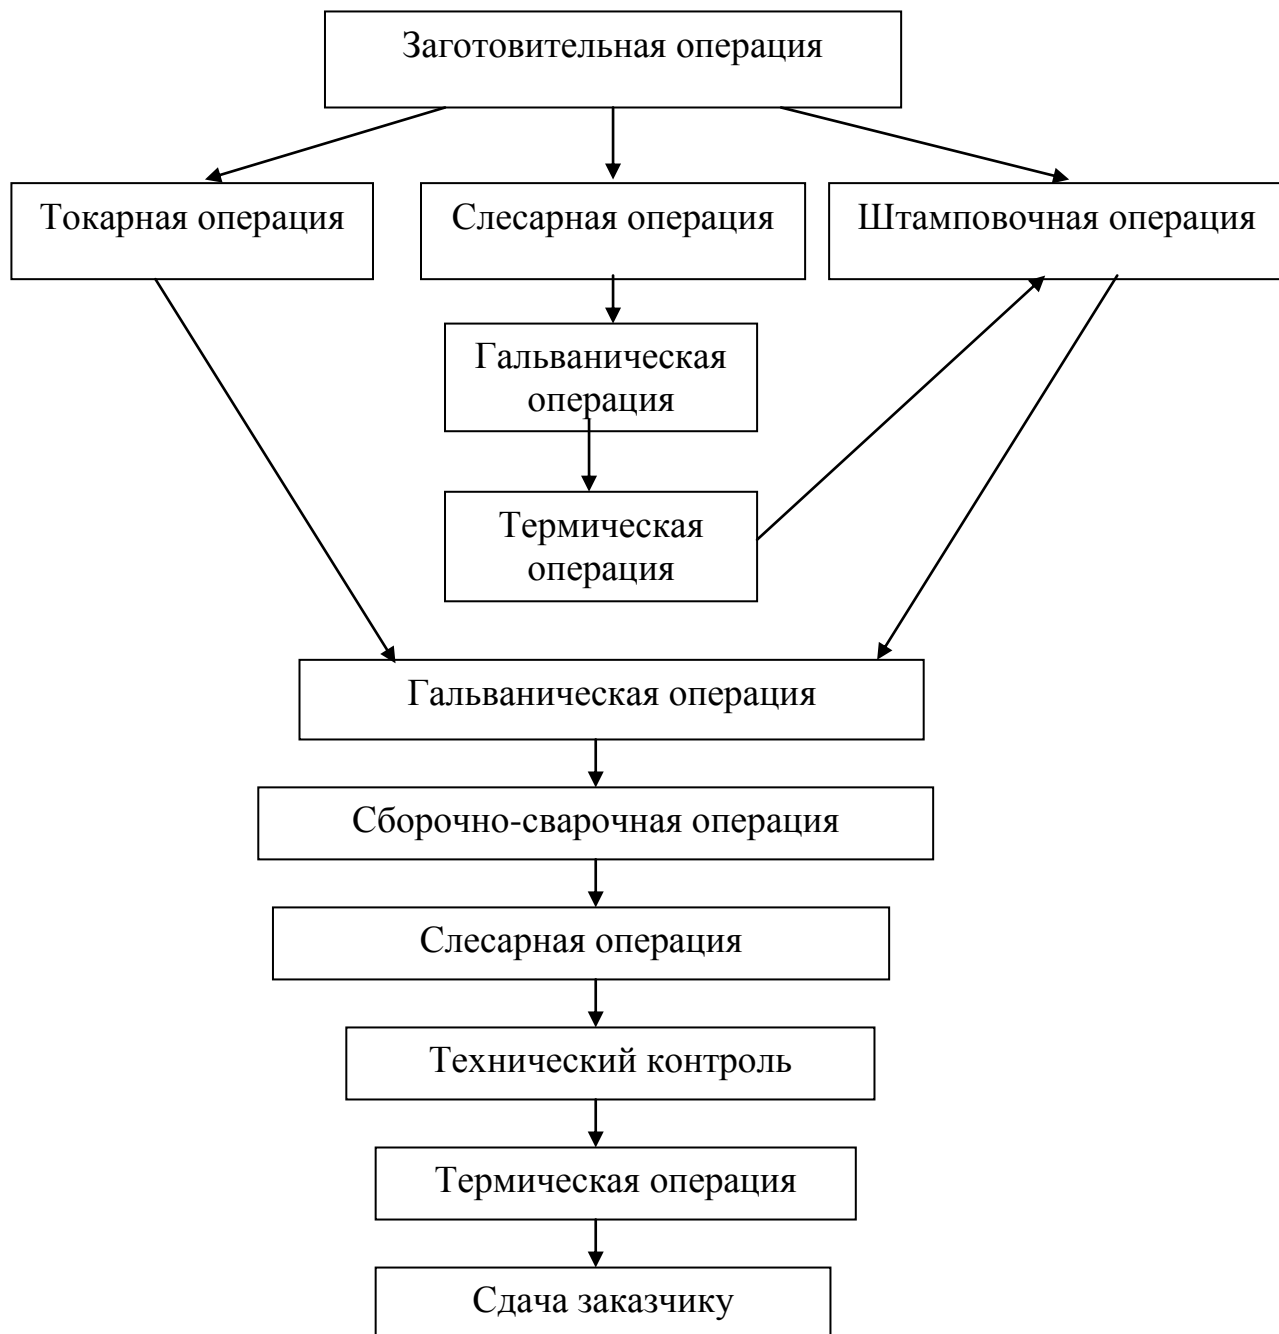 Заготовительная операция
Токарная операция
Слесарная операция
Штамповочная операция
Гальваническая
операция
Термическая
операция
Гальваническая операция
Сборочно-сварочная операция
Слесарная операция
Технический контроль
Термическая операция
Сдача заказчику